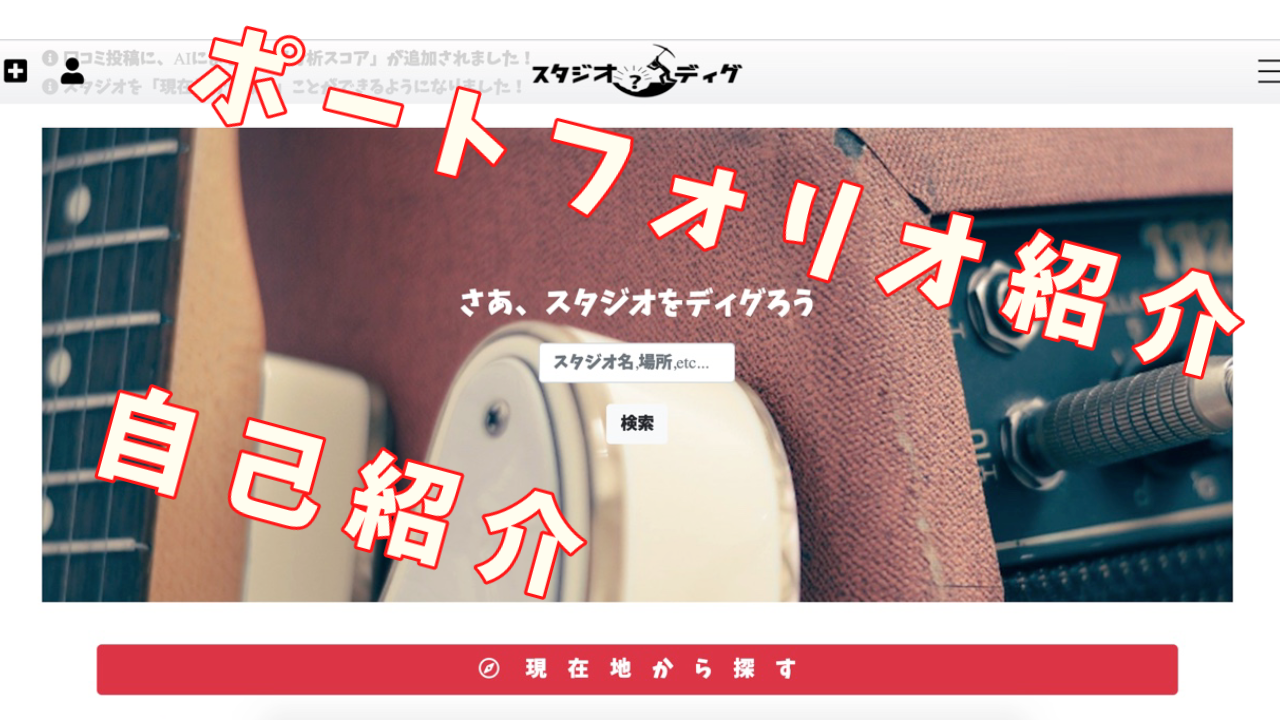 口コミ投稿に、AIに 析スコア」が追加されました！
スタジオを「現在 ことができるようになりました！
スタジオ?ディグ
ポートフォリオ紹介
さあ、スタジオをディグろう
スタジオ名,場所,etc...
検索
自己紹介
現在地から探す